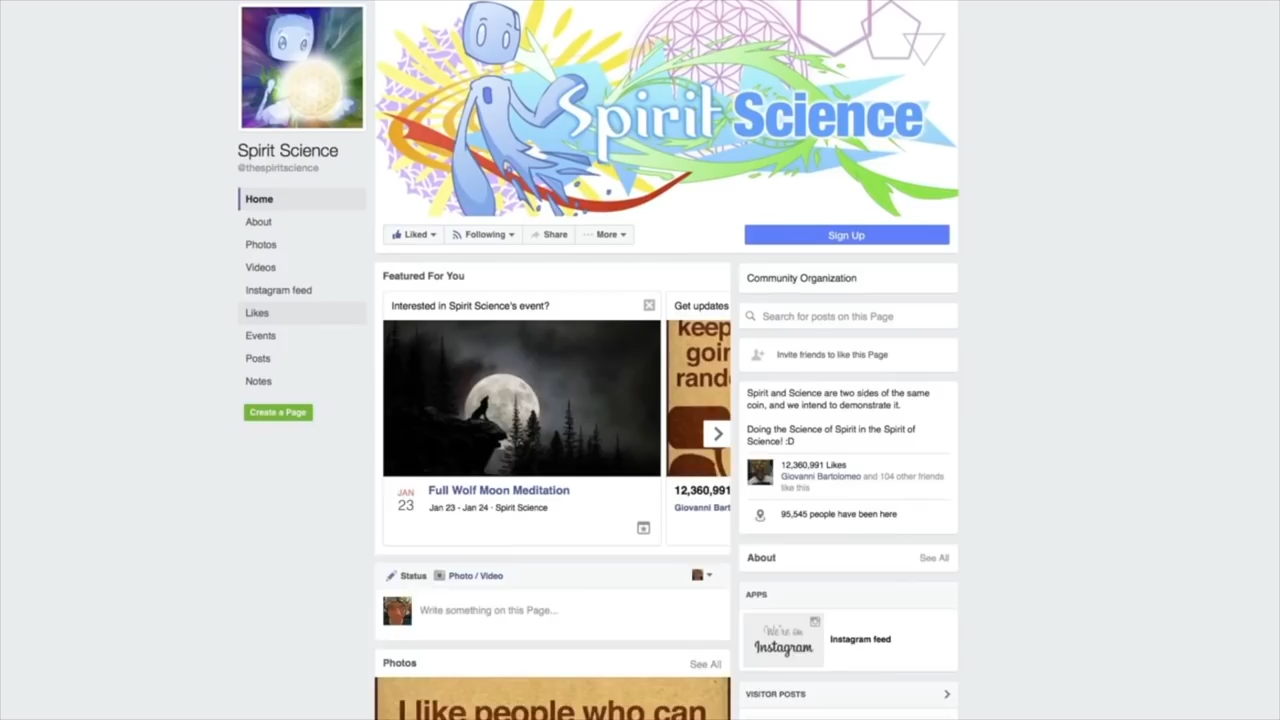 Spirit Science
@thespiritscience
Home
About
Photos
Videos
Instagram feed
Likes
Events
Posts
Notes
Create a Page
Spirit Science
Liked
Following
Share
More
Sign Up
Featured For You
Interested in Spirit Science's event?
JAN
23
Full Wolf Moon Meditation
Jan 23 - Jan 24 · Spirit Science
Get updates
keep
goin
rand
12,360,991
Giovanni Bart
Status
Photo / Video
Write something on this Page...
Photos
See All
I like people who can
Community Organization
Search for posts on this Page
Invite friends to like this Page
Spirit and Science are two sides of the same
coin, and we intend to demonstrate it.
Doing the Science of Spirit in the Spirit of
Science! :D
12,360,991 Likes
Giovanni Bartolomeo and 104 other friends
like this
95,545 people have been here
About
See All
APPS
We're on
Instagram
Instagram feed
VISITOR POSTS